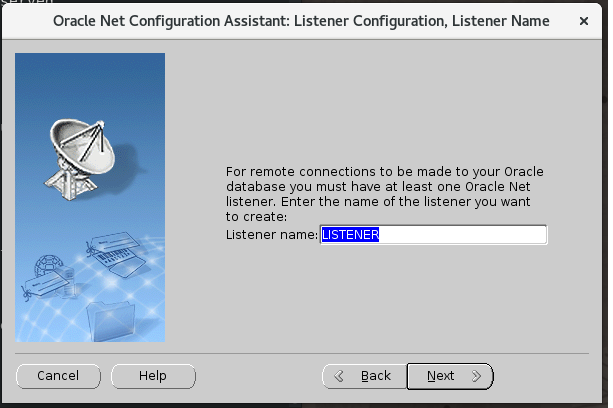 Oracle Net Configuration Assistant: Listener Configuration, Listener Name
For remote connections to be made to your Oracle
database you must have at least one Oracle Net
listener. Enter the name of the listener you want
to create:
Listener name: LISTENER
Cancel Help Back Next